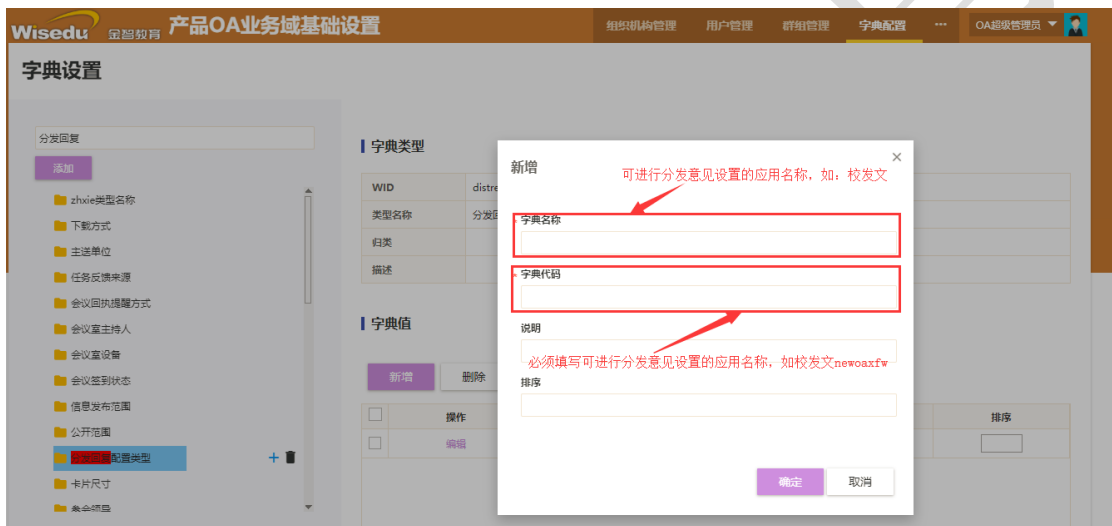 Wisedu 金智教育 产品OA业务域基础设置 组织机构管理 用户管理 群组管理 字典配置 ··· OA超级管理员
字典设置
分发回复
添加
zhxie类型名称
下载方式
主送单位
任务反馈来源
会议回执提醒方式
会议室主持人
会议室设备
会议签到状态
信息发布范围
公开范围
分发回复配置类型
卡片尺寸
字典类型
WID distre
类型名称 分发回
归类
描述
字典值
新增 删除
操作 排序
编辑
新增 ×
可进行分发意见设置的应用名称，如：校发文
* 字典名称
* 字典代码
说明
必须填写可进行分发意见设置的应用名称，如校发文newoaxfw
排序
确定 取消